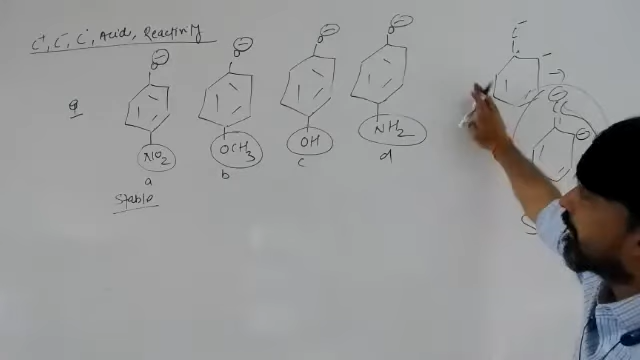 C⁺, C⁻, C˙, Acid, Reactivity
Q
O⊖ O⊖ O⊖ O⊖
NO₂ OCH₃ OH NH₂
a b c d
Stable